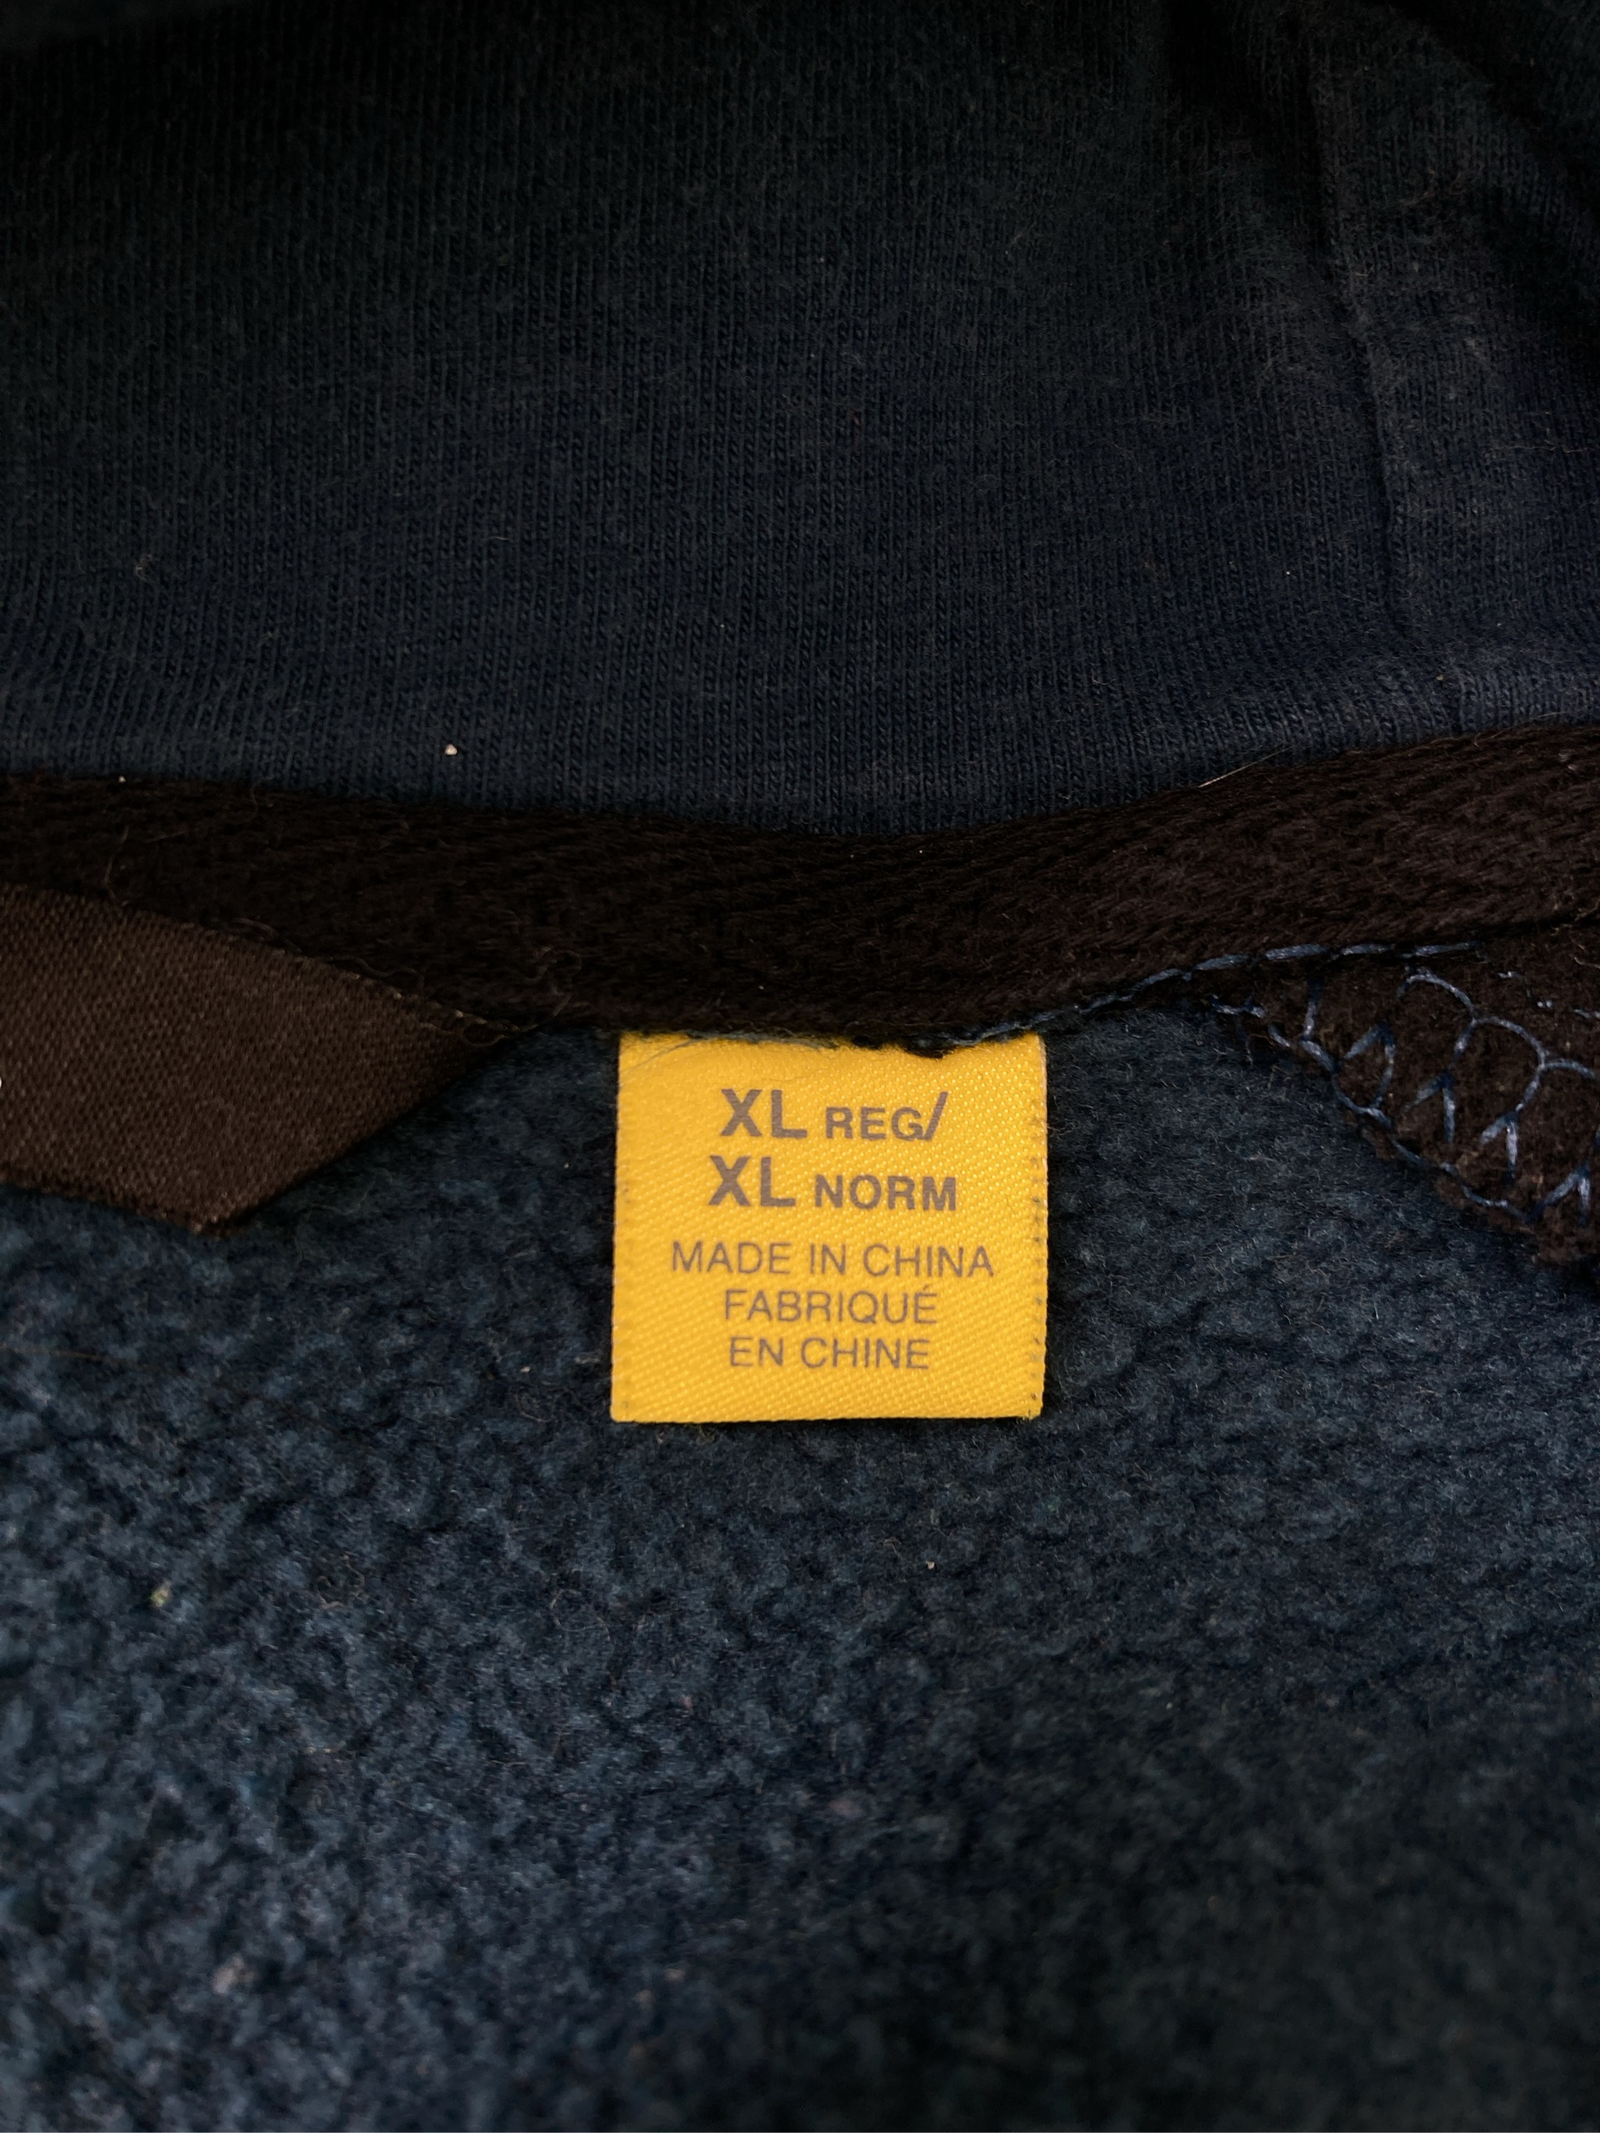 XL REG/
XL NORM
MADE IN CHINA
FABRIQUÉ
EN CHINE